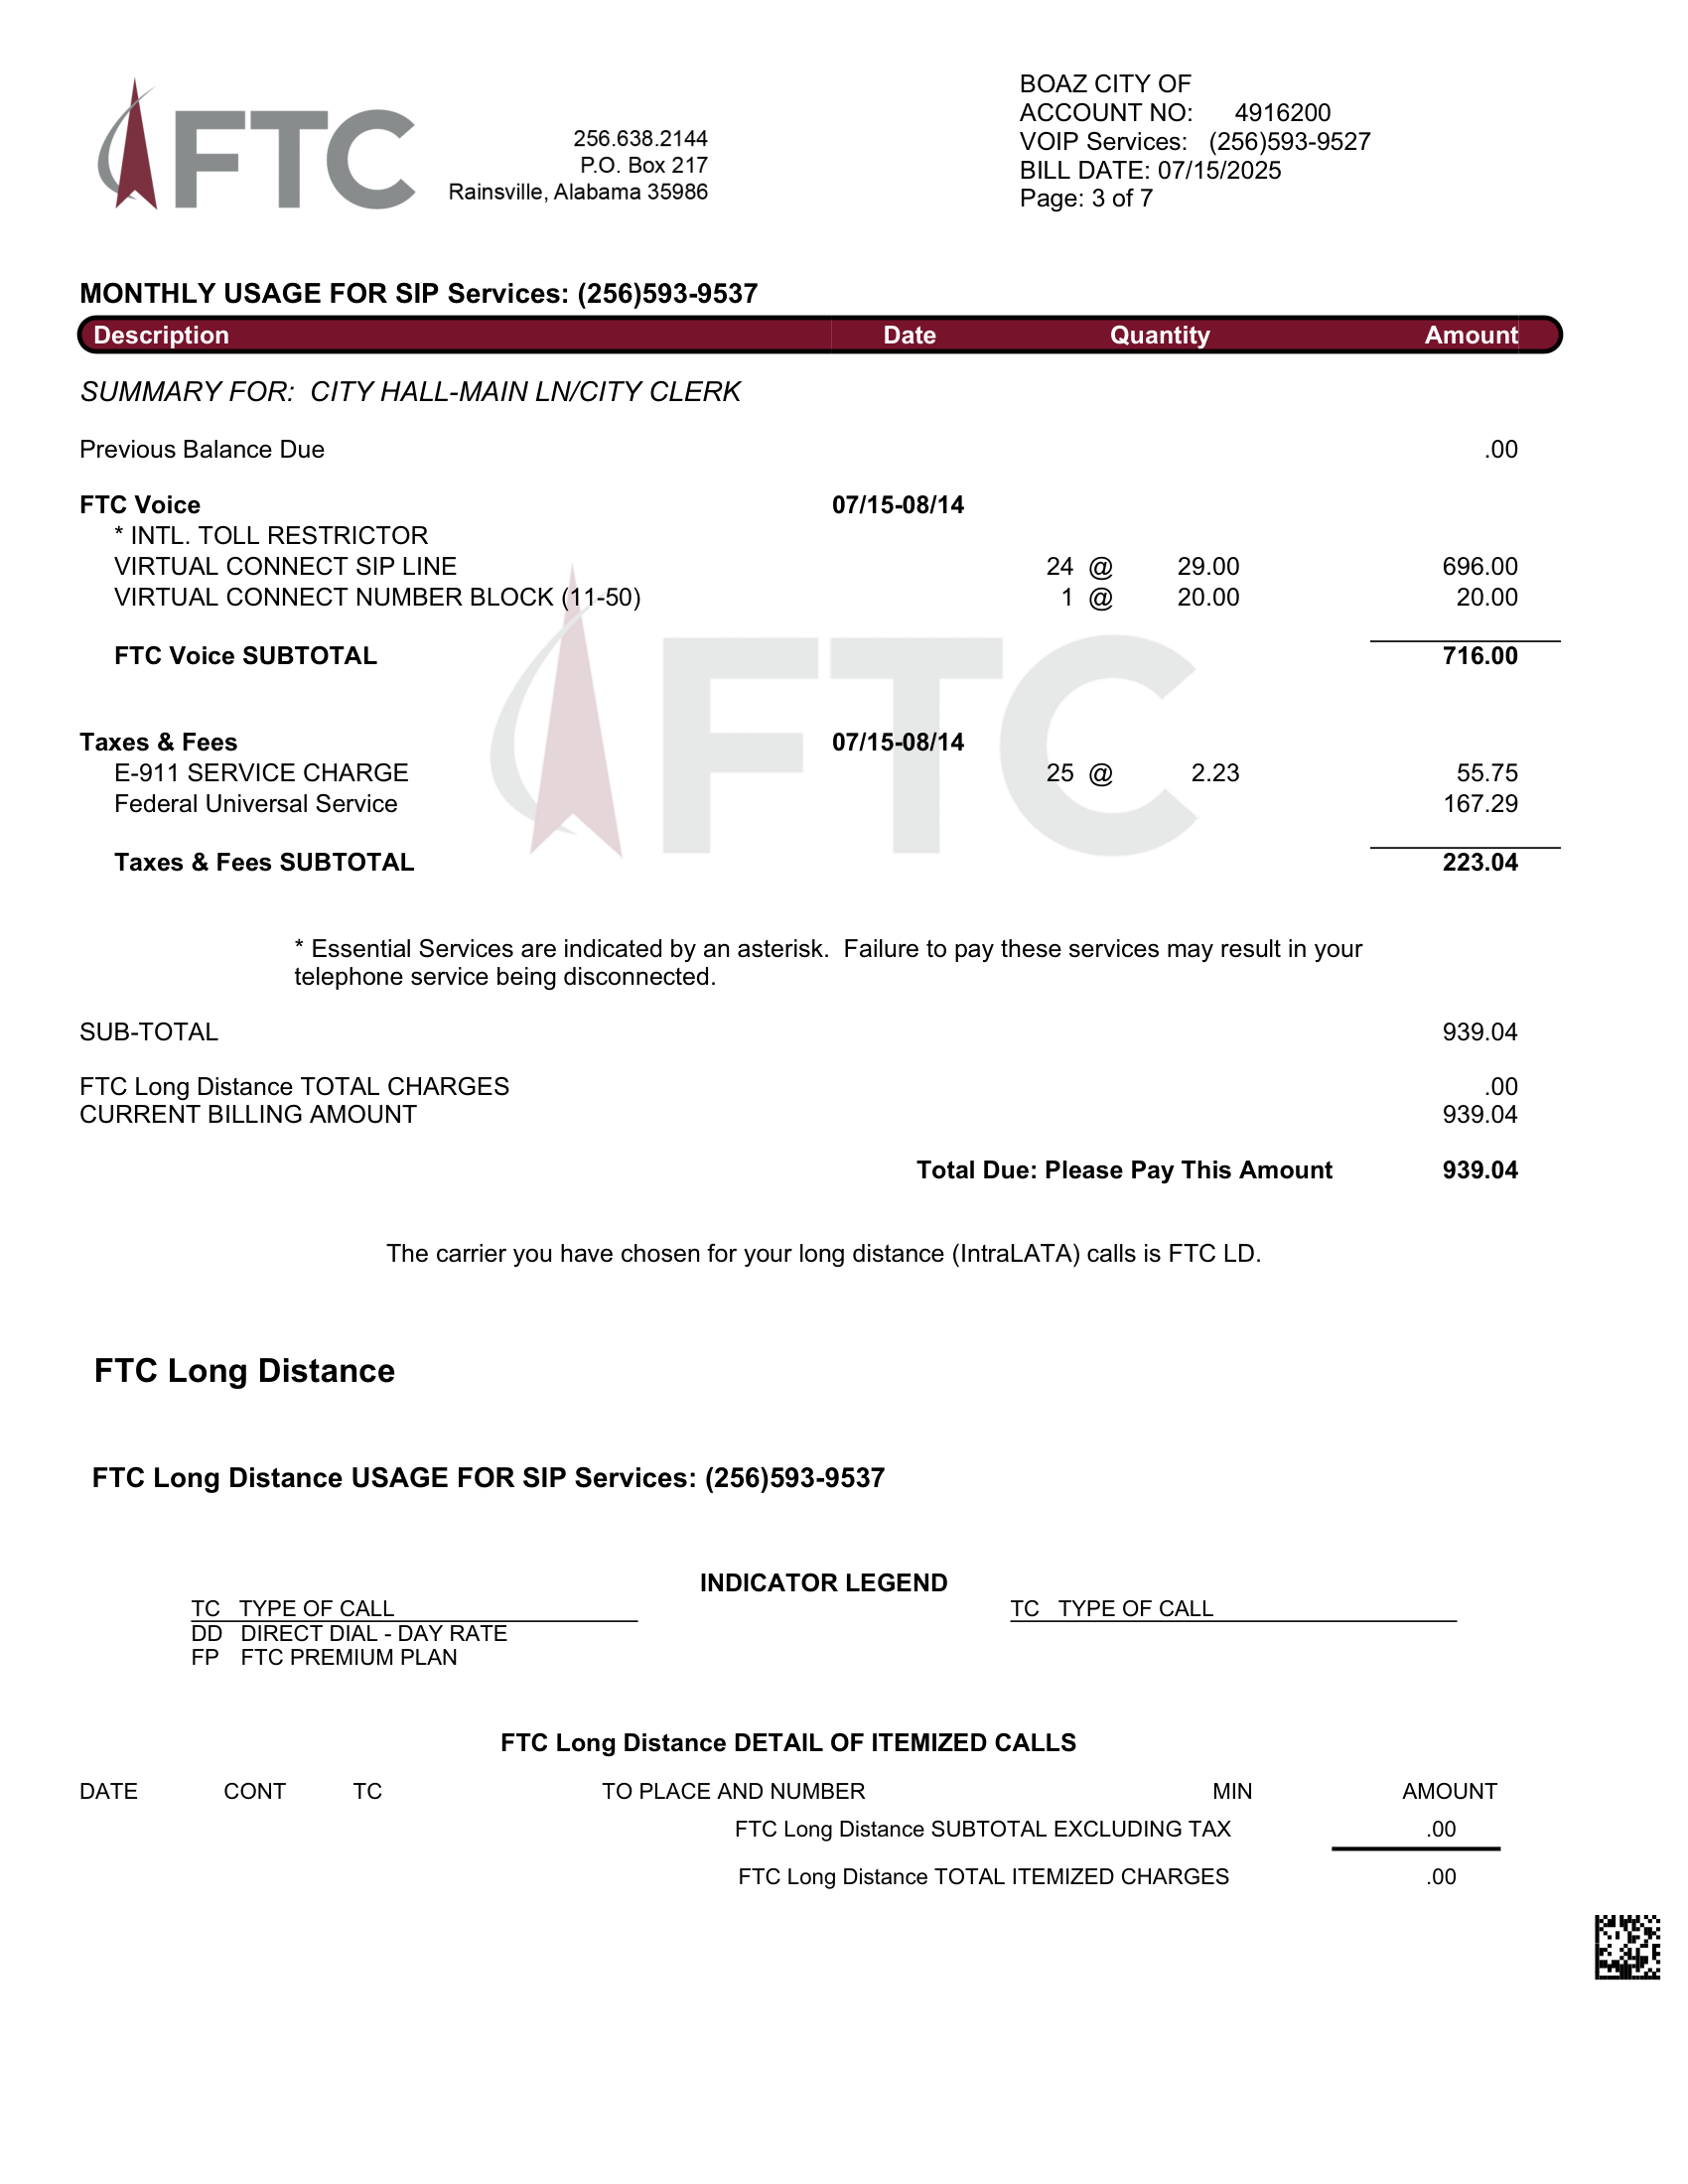 FTC
256.638.2144
P.O. Box 217
Rainsville, Alabama 35986
BOAZ CITY OF
ACCOUNT NO: 4916200
VOIP Services: (256)593-9527
BILL DATE: 07/15/2025
Page: 3 of 7
MONTHLY USAGE FOR SIP Services: (256)593-9537
Description Date Quantity Amount
SUMMARY FOR: CITY HALL-MAIN LN/CITY CLERK
Previous Balance Due .00
FTC Voice 07/15-08/14
* INTL. TOLL RESTRICTOR
VIRTUAL CONNECT SIP LINE 24 @ 29.00 696.00
VIRTUAL CONNECT NUMBER BLOCK (11-50) 1 @ 20.00 20.00
FTC Voice SUBTOTAL 716.00
FTC
Taxes & Fees 07/15-08/14
E-911 SERVICE CHARGE 25 @ 2.23 55.75
Federal Universal Service 167.29
Taxes & Fees SUBTOTAL 223.04
* Essential Services are indicated by an asterisk. Failure to pay these services may result in your
telephone service being disconnected.
SUB-TOTAL 939.04
FTC Long Distance TOTAL CHARGES .00
CURRENT BILLING AMOUNT 939.04
Total Due: Please Pay This Amount 939.04
The carrier you have chosen for your long distance (IntraLATA) calls is FTC LD.
FTC Long Distance
FTC Long Distance USAGE FOR SIP Services: (256)593-9537
INDICATOR LEGEND
TC TYPE OF CALL TC TYPE OF CALL
DD DIRECT DIAL - DAY RATE
FP FTC PREMIUM PLAN
FTC Long Distance DETAIL OF ITEMIZED CALLS
DATE CONT TC TO PLACE AND NUMBER MIN AMOUNT
FTC Long Distance SUBTOTAL EXCLUDING TAX .00
FTC Long Distance TOTAL ITEMIZED CHARGES .00